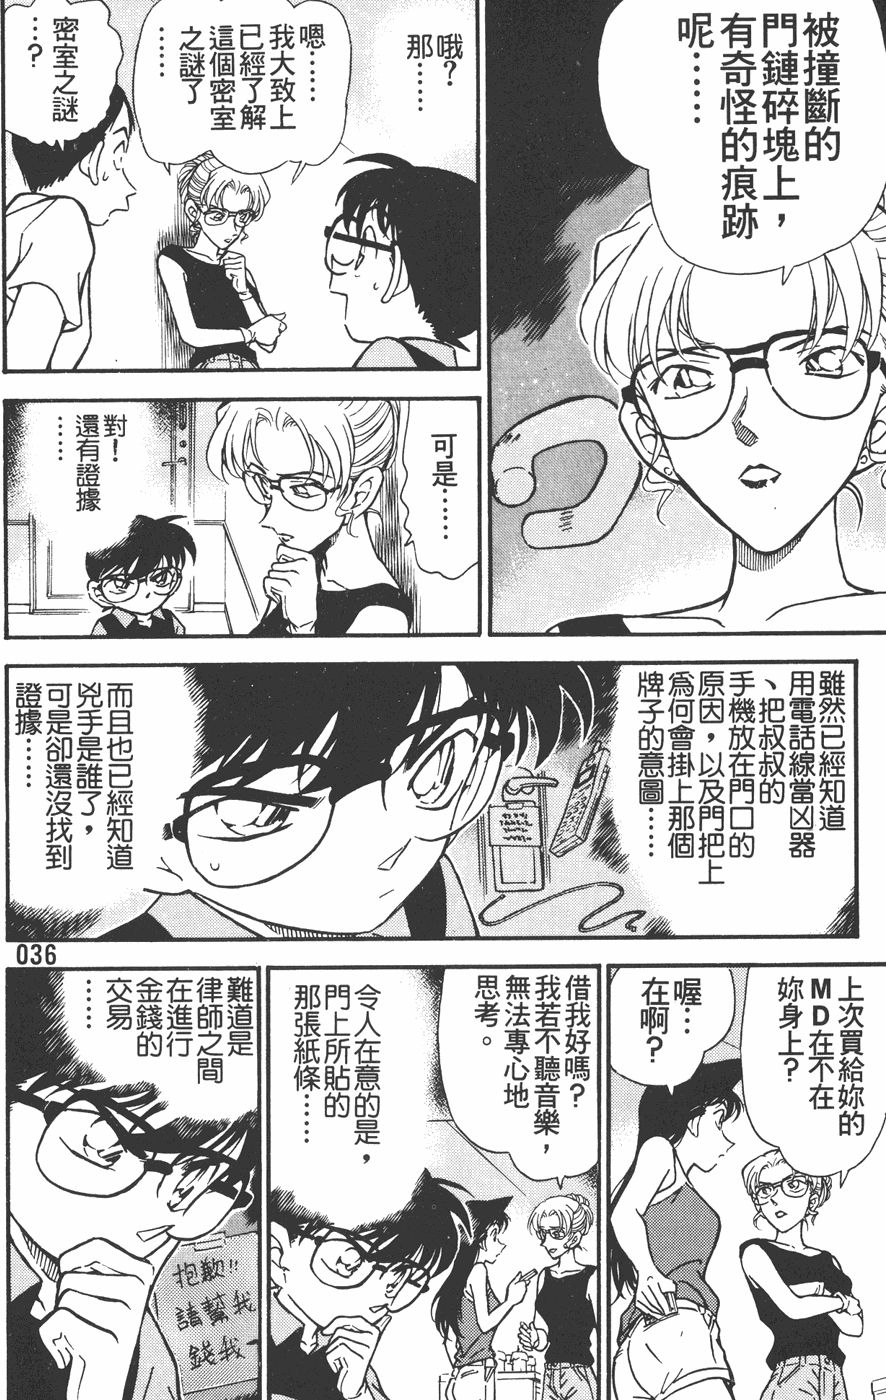 被撞斷的
門鏈碎塊上，
有奇怪的痕跡
呢……
哦？
那……
嗯……
我大致上
已經了解
這個密室
之謎了
……
密室之謎
…？
可是……
對！
還有證據
……
雖然已經知道
用電話線當凶器
、把叔叔的
手機放在門口的
原因，以及門把上
為何會掛上那個
牌子的意圖……
而且也已經知道
兇手是誰了，
可是卻還沒找到
證據……
036
上次買給妳的
MD在不在
妳身上？
喔…
在啊？
借我好嗎？
我若不聽音樂，
無法專心地
思考。
令人在意的是，
門上所貼的
那張紙條……
難道是
律師之間
在進行
金錢的
交易
……
抱歉!!
請幫我
錢我一